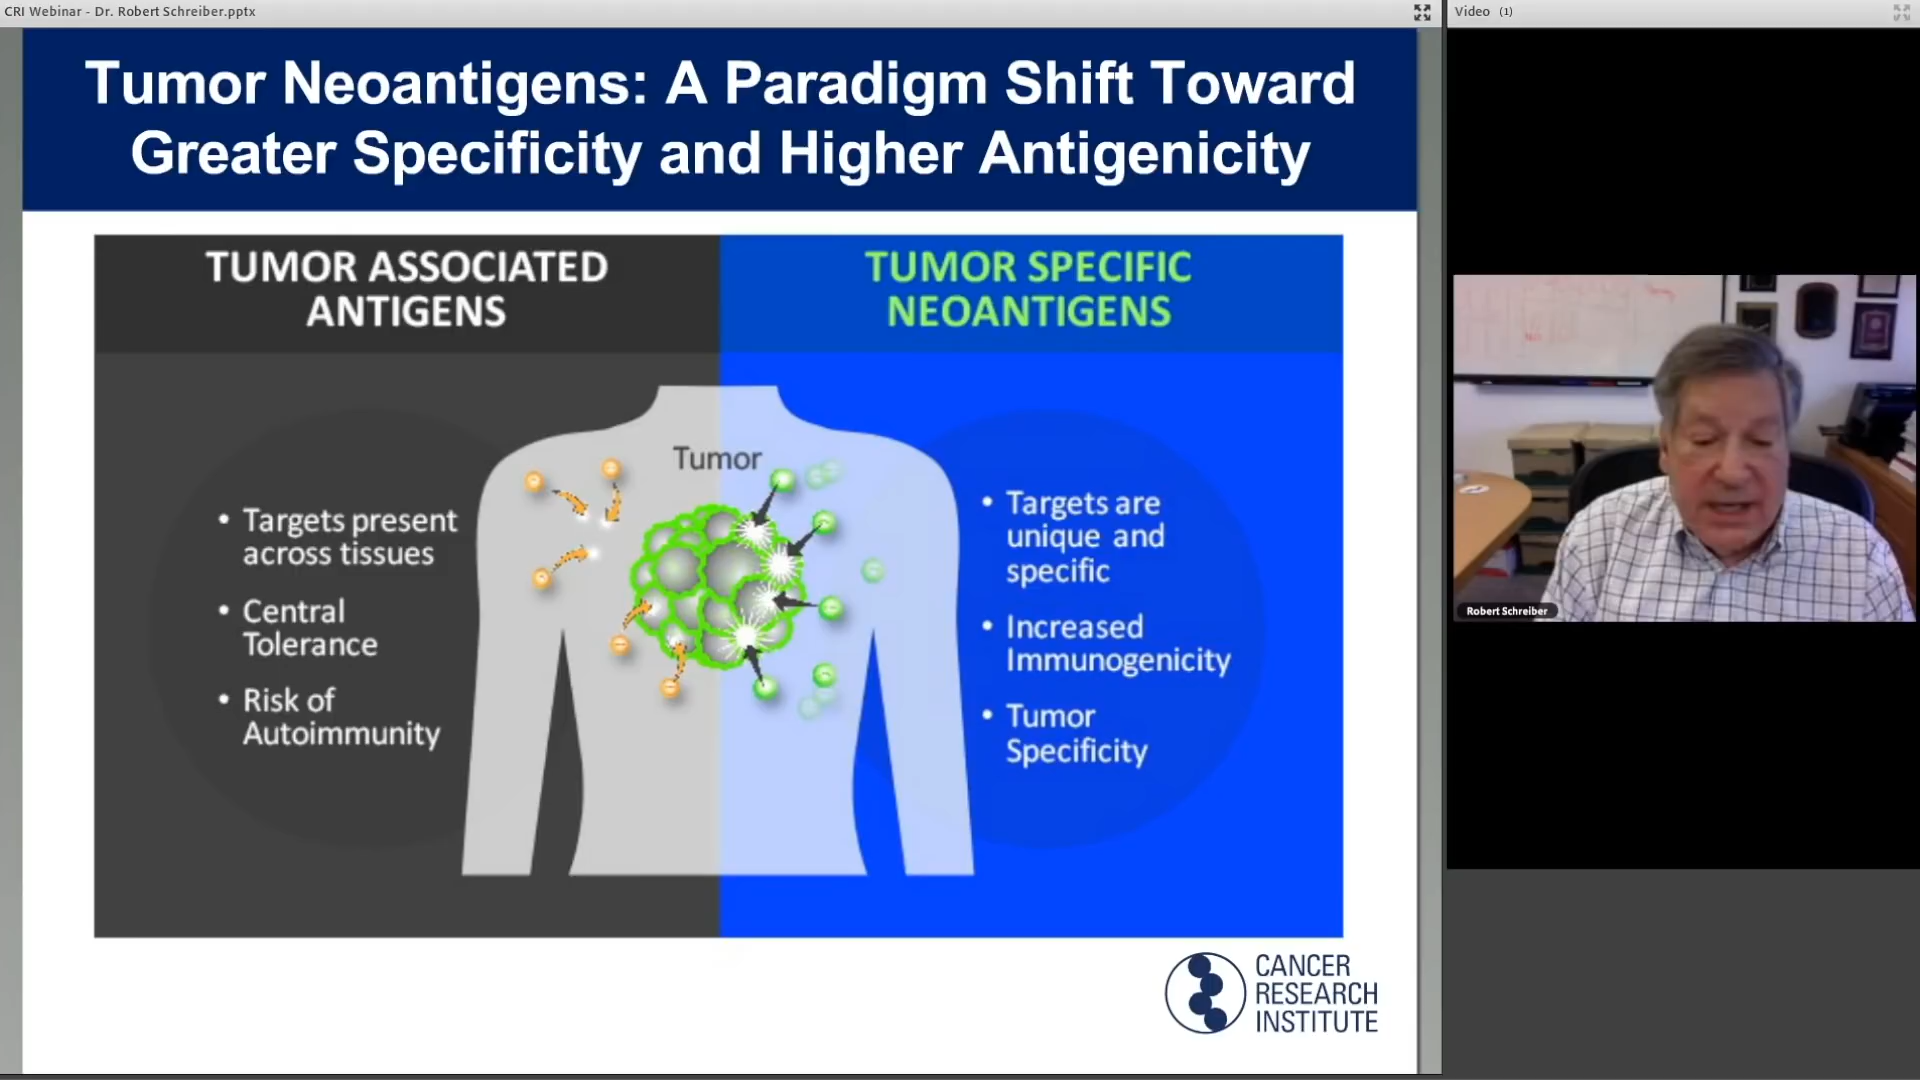 CRI Webinar - Dr. Robert Schreiber.pptx
Video (1)
Tumor Neoantigens: A Paradigm Shift Toward
Greater Specificity and Higher Antigenicity
TUMOR ASSOCIATED
ANTIGENS
TUMOR SPECIFIC
NEOANTIGENS
Tumor
• Targets present
across tissues
• Central
Tolerance
• Risk of
Autoimmunity
• Targets are
unique and
specific
• Increased
Immunogenicity
• Tumor
Specificity
Robert Schreiber
CANCER
RESEARCH
INSTITUTE